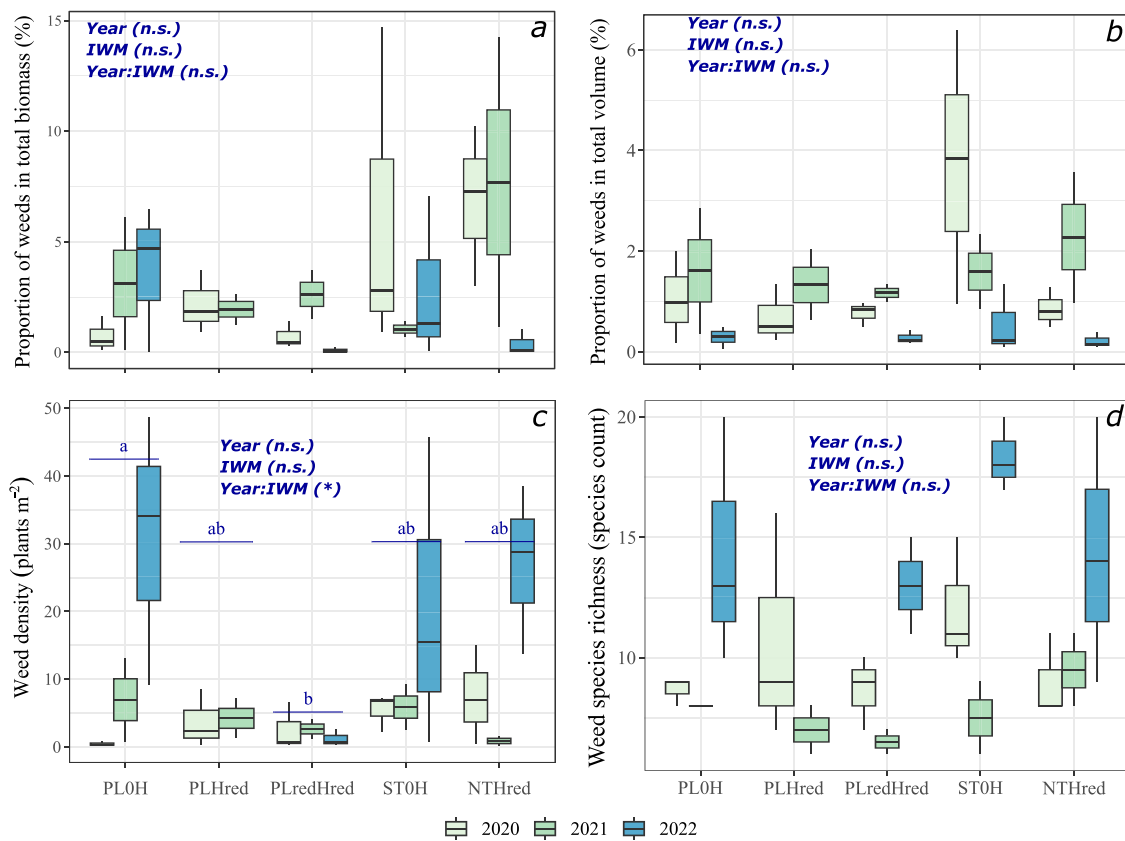 Proportion of weeds in total biomass (%)
15
10
5
0
Year (n.s.)
IWM (n.s.)
Year:IWM (n.s.)
a
Proportion of weeds in total volume (%)
6
4
2
0
Year (n.s.)
IWM (n.s.)
Year:IWM (n.s.)
b
Weed density (plants m⁻²)
50
40
30
20
10
0
Year (n.s.)
IWM (n.s.)
Year:IWM (*)
c
a
ab
b
ab
ab
PL0H PLHred PLredHred ST0H NTHred
Weed species richness (species count)
20
15
10
Year (n.s.)
IWM (n.s.)
Year:IWM (n.s.)
d
PL0H PLHred PLredHred ST0H NTHred
2020 2021 2022